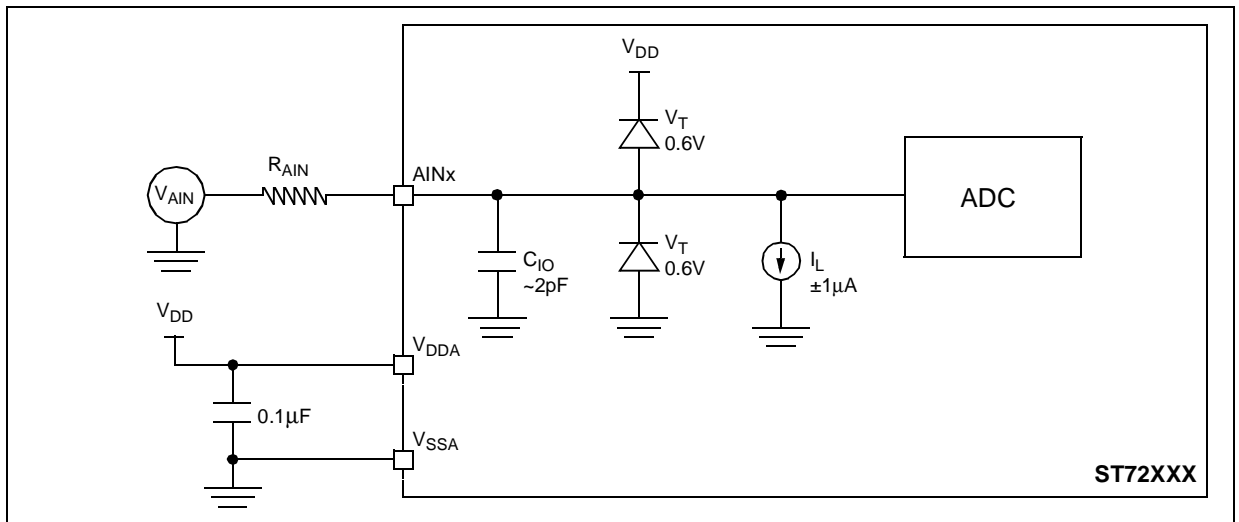 V_DD
V_T
0.6V
R_AIN
AINx
V_AIN
ADC
C_IO
~2pF
V_T
0.6V
I_L
±1μA
V_DD
V_DDA
0.1μF
V_SSA
ST72XXX